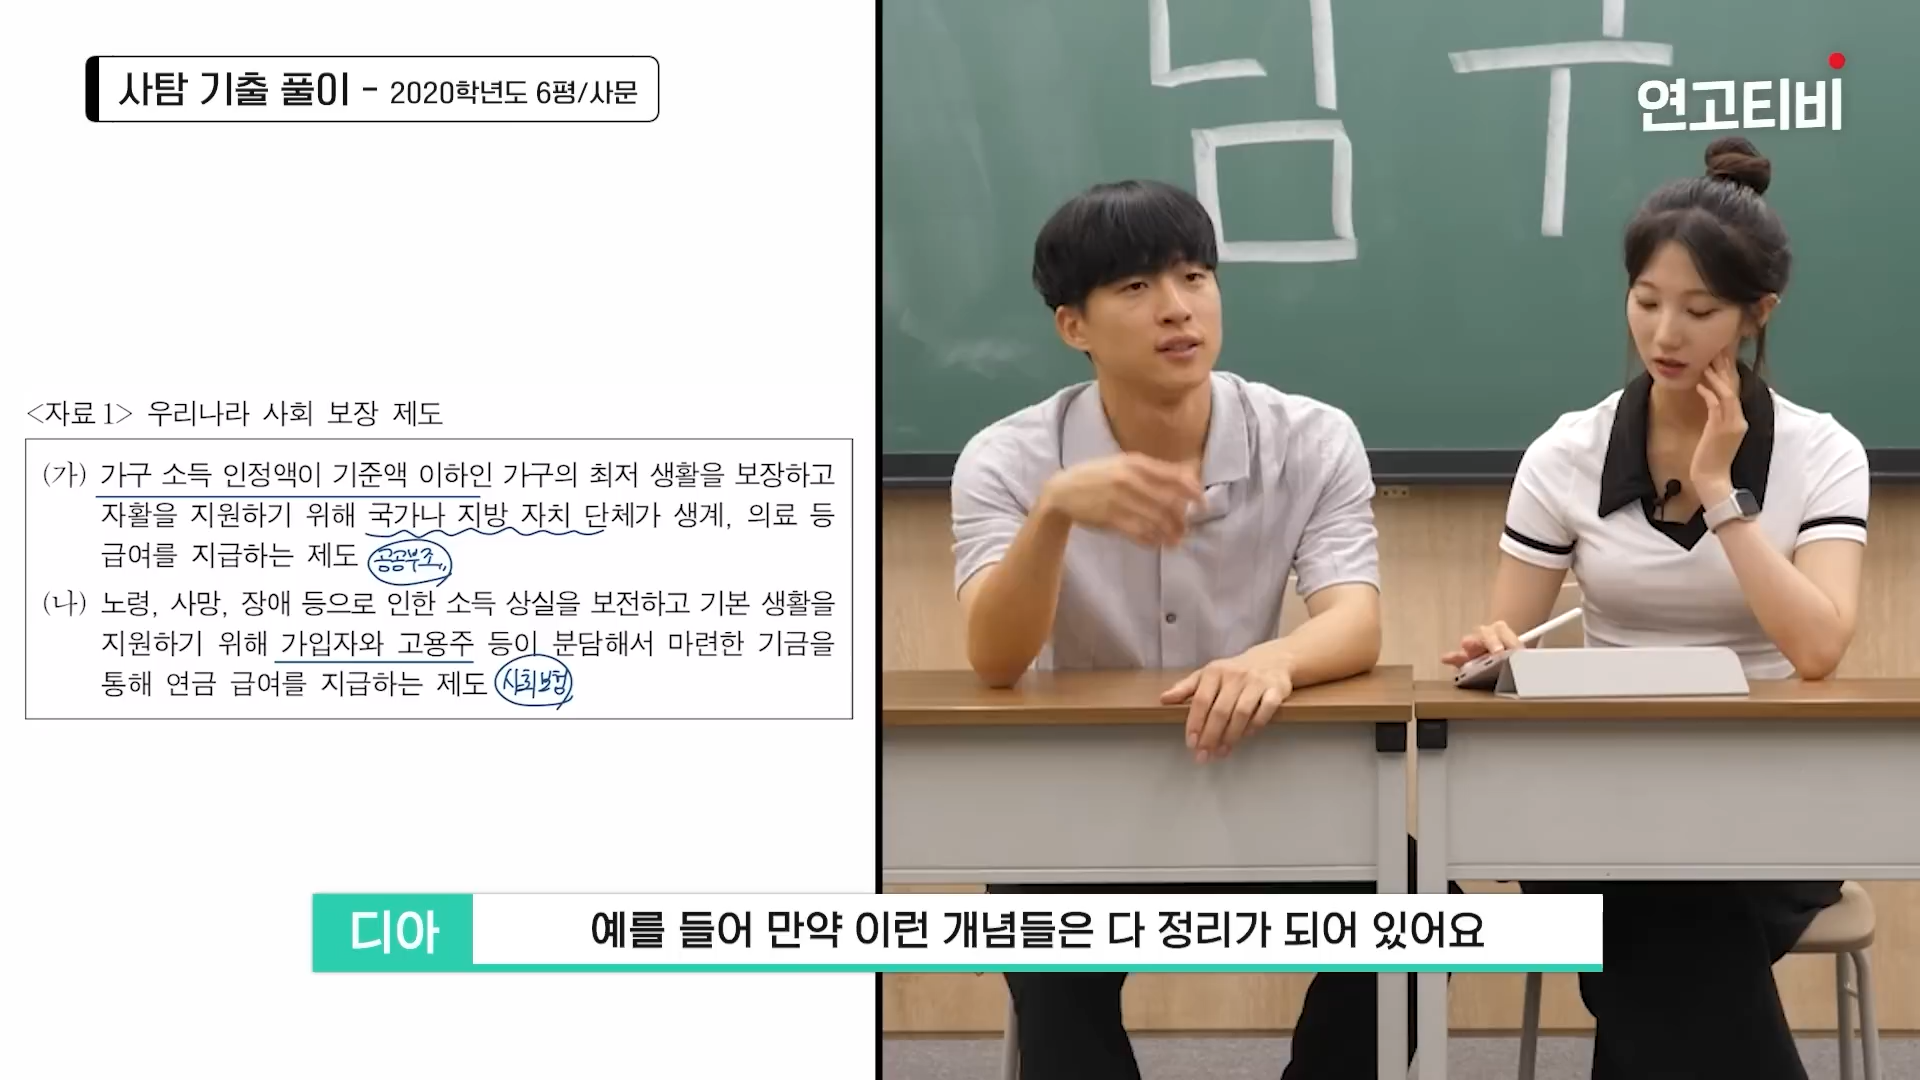 사탐 기출 풀이 - 2020학년도 6평/사문
연고티비
<자료 1> 우리나라 사회 보장 제도
(가) 가구 소득 인정액이 기준액 이하인 가구의 최저 생활을 보장하고
자활을 지원하기 위해 국가나 지방 자치 단체가 생계, 의료 등
급여를 지급하는 제도 공공부조
(나) 노령, 사망, 장애 등으로 인한 소득 상실을 보전하고 기본 생활을
지원하기 위해 가입자와 고용주 등이 분담해서 마련한 기금을
통해 연금 급여를 지급하는 제도 사회보험
디아 예를 들어 만약 이런 개념들은 다 정리가 되어 있어요